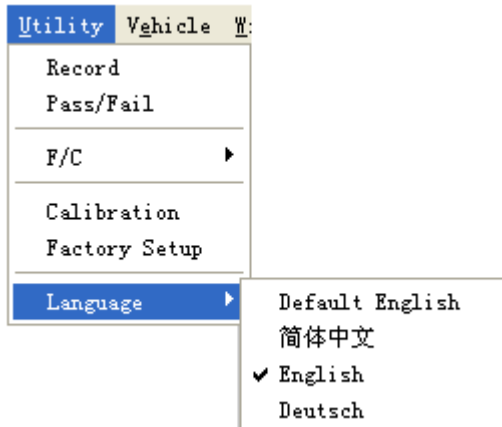 Utility Vehicle W
Record
Pass/Fail
F/C
Calibration
Factory Setup
Language
Default English
简体中文
English
Deutsch